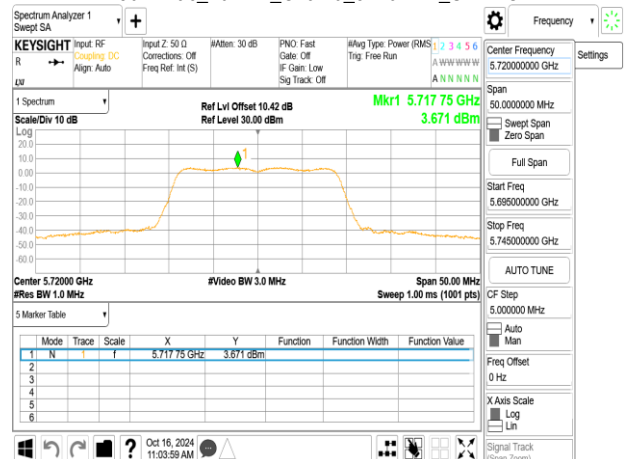 Spectrum Analyzer 1
Swept SA
KEYSIGHT
R
LXI
Input: RF
Coupling: DC
Align: Auto
Input Z: 50 Ω
Corrections: Off
Freq Ref: Int (S)
#Atten: 30 dB
PNO: Fast
Gate: Off
IF Gain: Low
Sig Track: Off
#Avg Type: Power (RMS
Trig: Free Run
1 2 3 4 5 6
A W W W W W
A N N N N N
1 Spectrum
Scale/Div 10 dB
Ref Lvl Offset 10.42 dB
Ref Level 30.00 dBm
Mkr1 5.717 75 GHz
3.671 dBm
Log
20.0
10.0
0.00
-10.0
-20.0
-30.0
-40.0
-50.0
-60.0
1
Center 5.72000 GHz
#Res BW 1.0 MHz
#Video BW 3.0 MHz
Span 50.00 MHz
Sweep 1.00 ms (1001 pts)
5 Marker Table
Mode Trace Scale X Y Function Function Width Function Value
1 N 1 f 5.717 75 GHz 3.671 dBm
2
3
4
5
6
Oct 16, 2024
11:03:59 AM
?
Frequency
Settings
Center Frequency
5.720000000 GHz
Span
50.0000000 MHz
Swept Span
Zero Span
Full Span
Start Freq
5.695000000 GHz
Stop Freq
5.745000000 GHz
AUTO TUNE
CF Step
5.000000 MHz
Auto
Man
Freq Offset
0 Hz
X Axis Scale
Log
Lin
Signal Track
(Span Zoom)